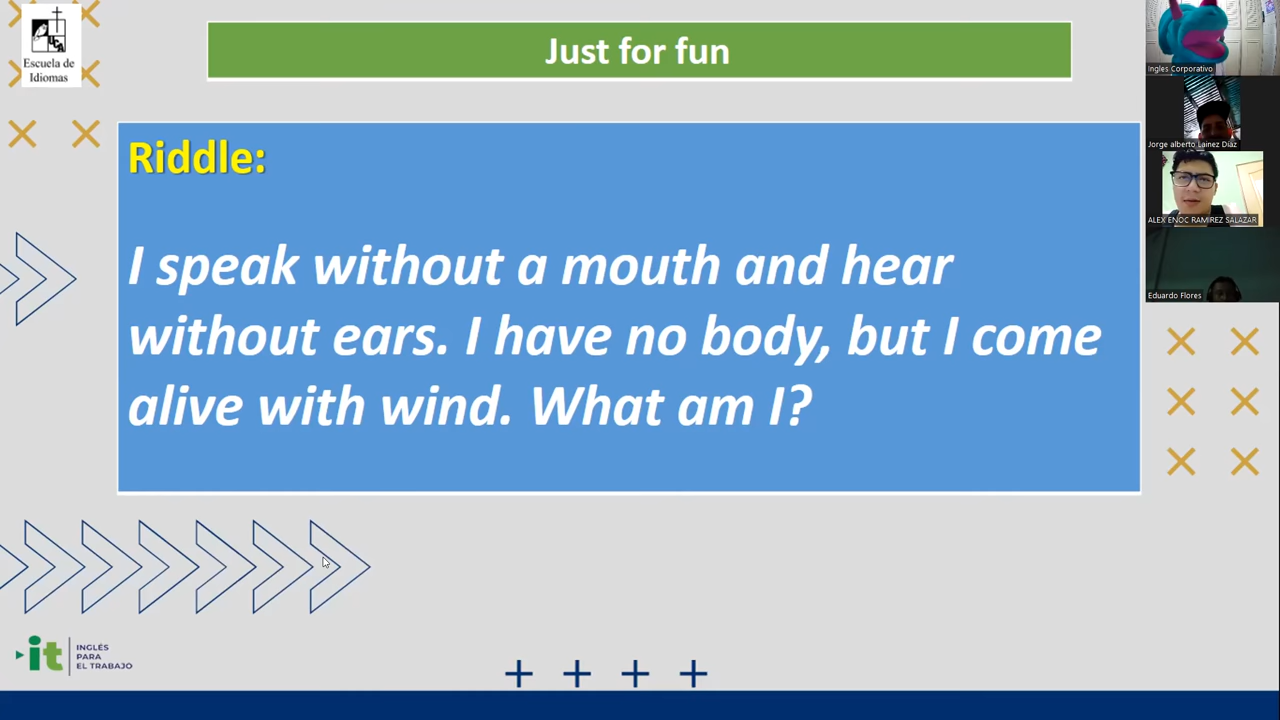 UCA
Escuela de
Idiomas
Just for fun
Riddle:
I speak without a mouth and hear
without ears. I have no body, but I come
alive with wind. What am I?
Ingles Corporativo
Jorge alberto Lainez Díaz
ALEX ENOC RAMIREZ SALAZAR
Eduardo Flores
it
INGLÉS
PARA
EL TRABAJO